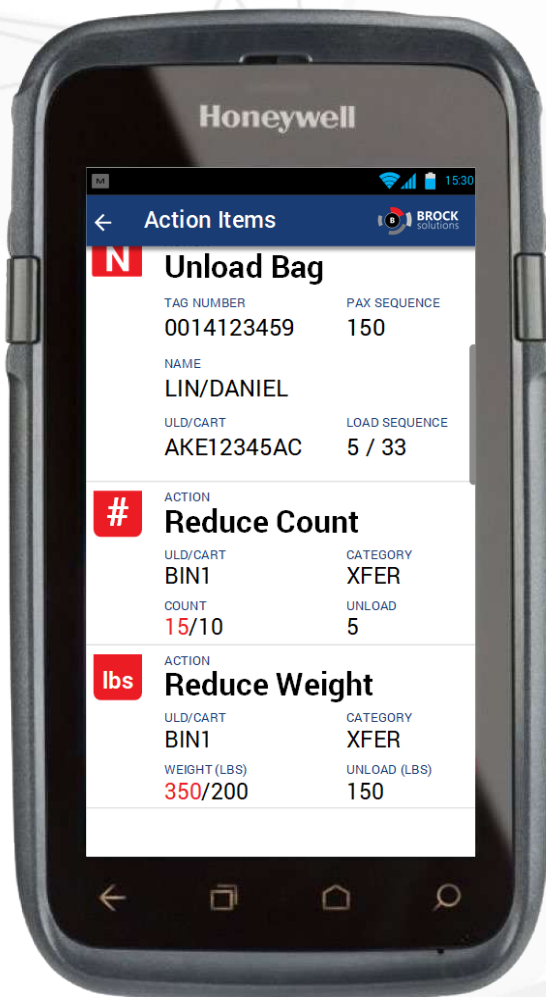 Honeywell
M 15:30
Action Items BROCK
solutions
N Unload Bag
TAG NUMBER PAX SEQUENCE
0014123459 150
NAME
LIN/DANIEL
ULD/CART LOAD SEQUENCE
AKE12345AC 5 / 33
ACTION
# Reduce Count
ULD/CART CATEGORY
BIN1 XFER
COUNT UNLOAD
15/10 5
ACTION
lbs Reduce Weight
ULD/CART CATEGORY
BIN1 XFER
WEIGHT (LBS) UNLOAD (LBS)
350/200 150